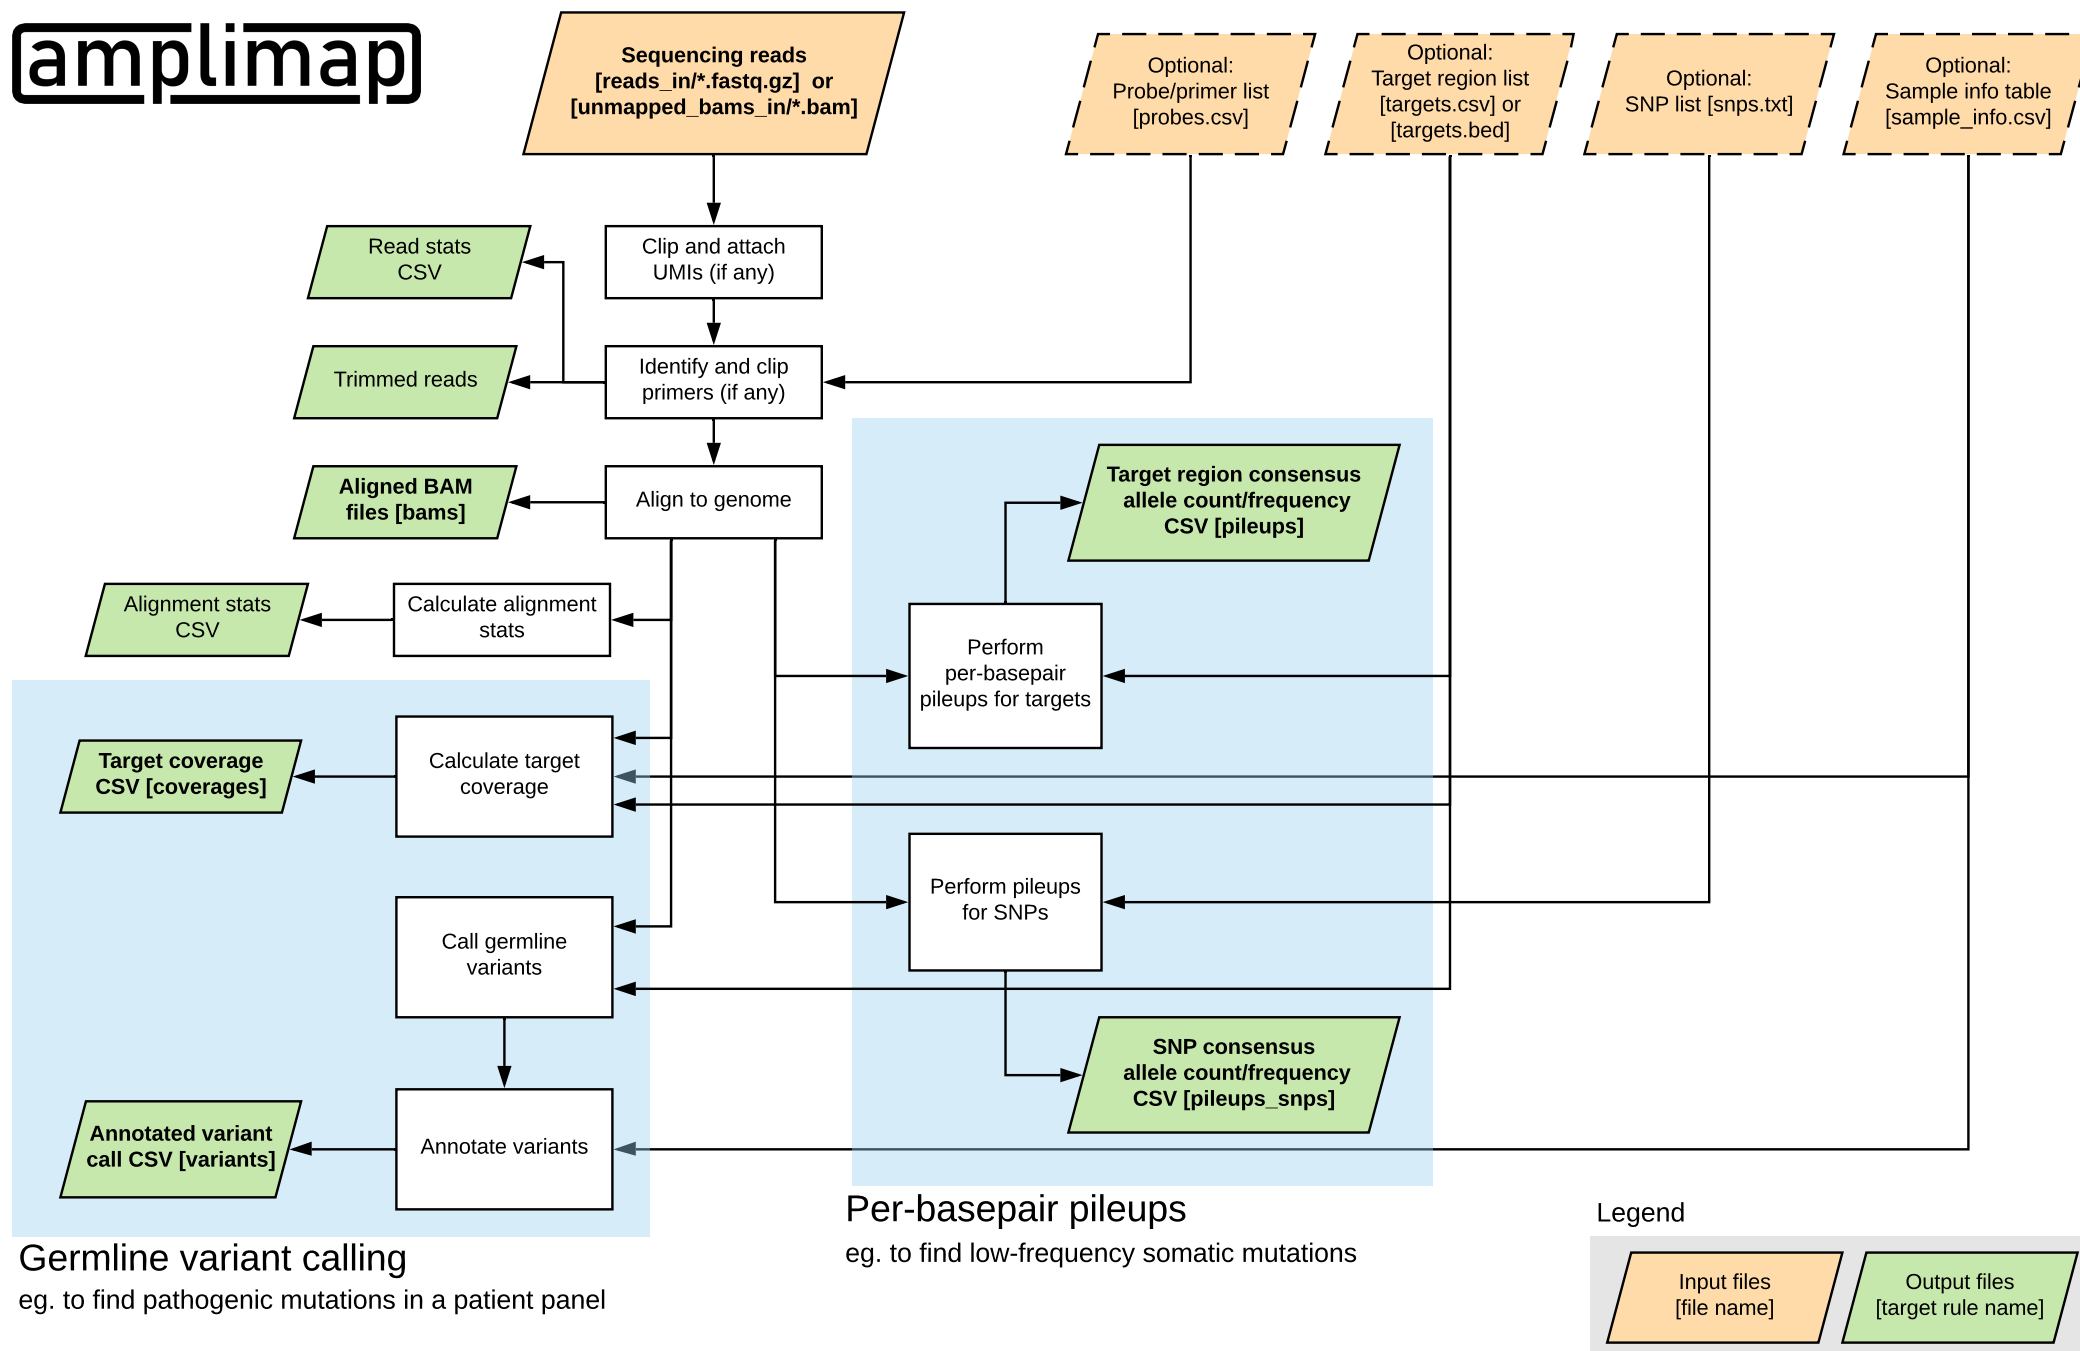 amplimap
Sequencing reads
[reads_in/*.fastq.gz] or
[unmapped_bams_in/*.bam]
Optional:
Probe/primer list
[probes.csv]
Optional:
Target region list
[targets.csv] or
[targets.bed]
Optional:
SNP list [snps.txt]
Optional:
Sample info table
[sample_info.csv]
Read stats
CSV
Clip and attach
UMIs (if any)
Trimmed reads
Identify and clip
primers (if any)
Aligned BAM
files [bams]
Align to genome
Target region consensus
allele count/frequency
CSV [pileups]
Alignment stats
CSV
Calculate alignment
stats
Perform
per-basepair
pileups for targets
Target coverage
CSV [coverages]
Calculate target
coverage
Perform pileups
for SNPs
Call germline
variants
SNP consensus
allele count/frequency
CSV [pileups_snps]
Annotated variant
call CSV [variants]
Annotate variants
Per-basepair pileups
eg. to find low-frequency somatic mutations
Germline variant calling
eg. to find pathogenic mutations in a patient panel
Legend
Input files
[file name]
Output files
[target rule name]